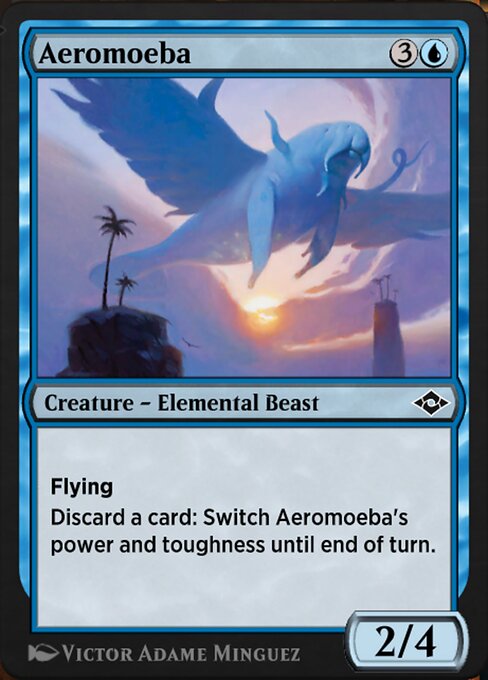 Aeromoeba 3
Creature – Elemental Beast
Flying
Discard a card: Switch Aeromoeba's
power and toughness until end of turn.
2/4
Victor Adame Minguez